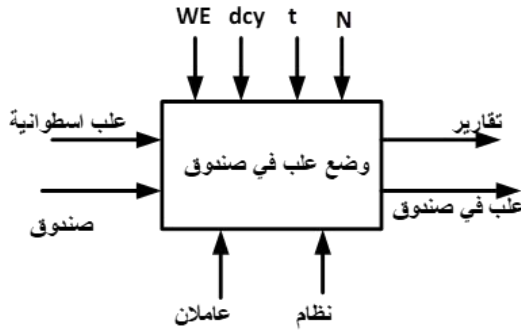 WE dcy t N
علب اسطوانية
تقارير
وضع علب في صندوق
علب في صندوق
صندوق
عاملان
نظام